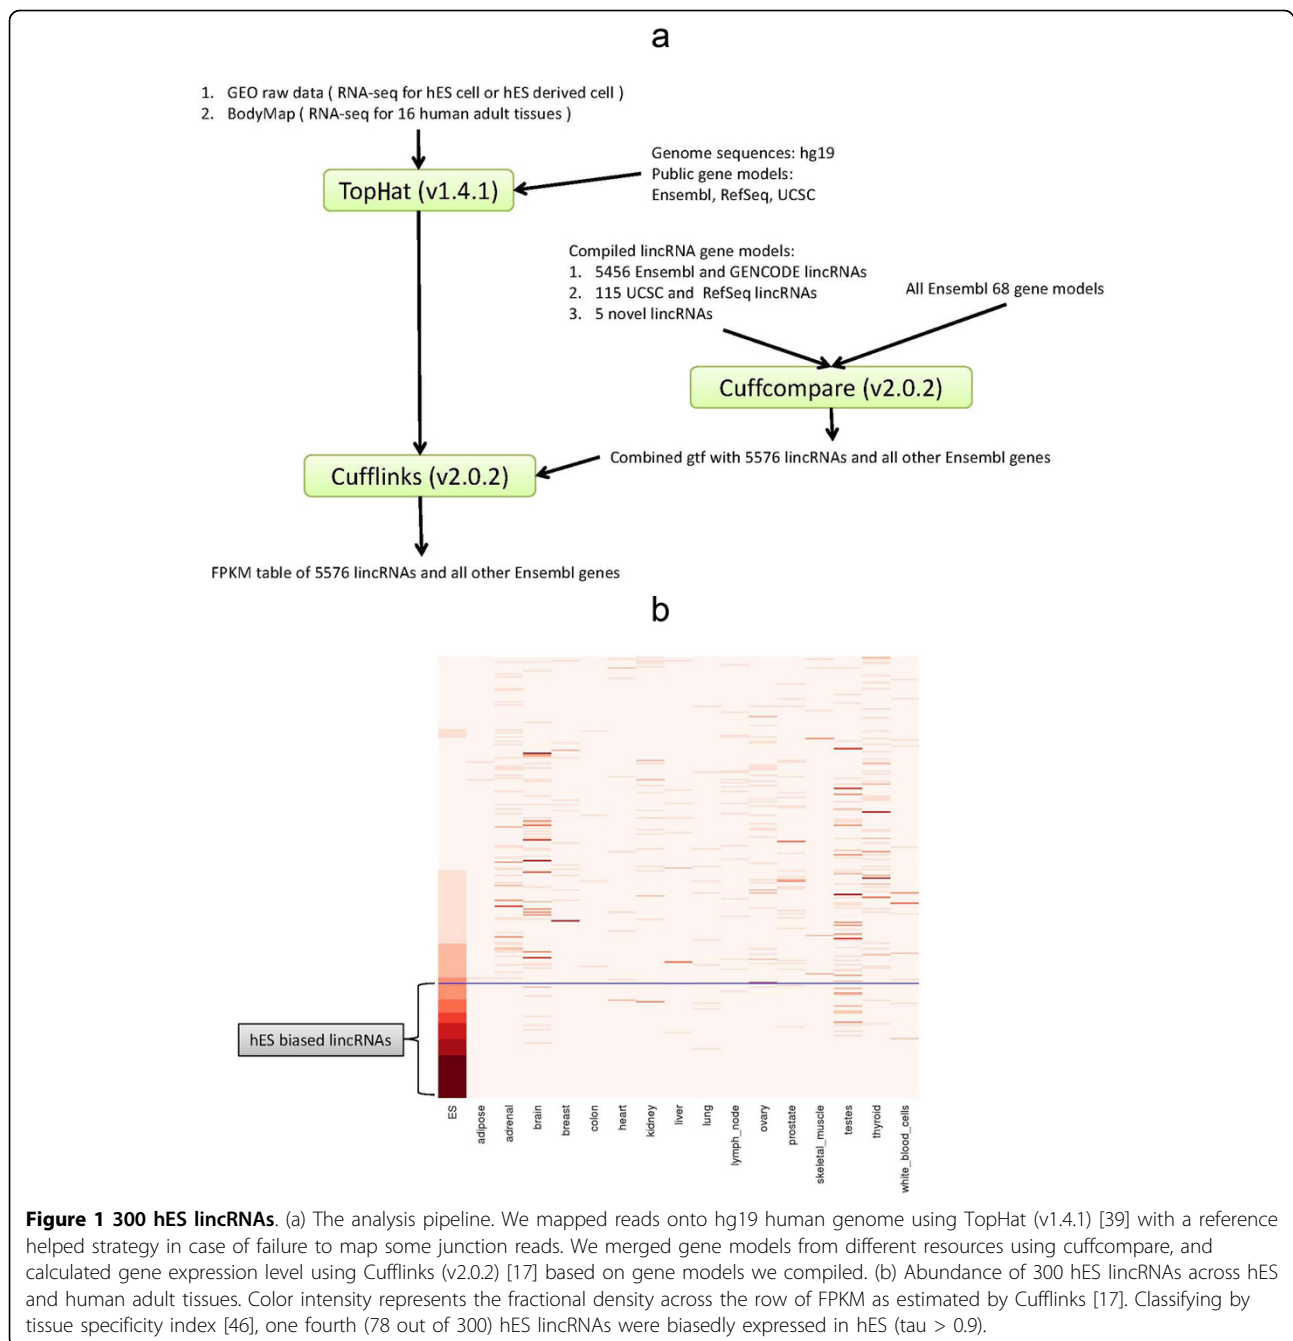 a
1. GEO raw data ( RNA-seq for hES cell or hES derived cell )
2. BodyMap ( RNA-seq for 16 human adult tissues )
Genome sequences: hg19
Public gene models:
Ensembl, RefSeq, UCSC
TopHat (v1.4.1)
Compiled lincRNA gene models:
1. 5456 Ensembl and GENCODE lincRNAs
2. 115 UCSC and RefSeq lincRNAs
3. 5 novel lincRNAs
All Ensembl 68 gene models
Cuffcompare (v2.0.2)
Combined gtf with 5576 lincRNAs and all other Ensembl genes
Cufflinks (v2.0.2)
FPKM table of 5576 lincRNAs and all other Ensembl genes
b
hES biased lincRNAs
ES
adipose
adrenal
brain
breast
colon
heart
kidney
liver
lung
lymph_node
ovary
prostate
skeletal_muscle
testes
thyroid
white_blood_cells
Figure 1 300 hES lincRNAs. (a) The analysis pipeline. We mapped reads onto hg19 human genome using TopHat (v1.4.1) [39] with a reference
helped strategy in case of failure to map some junction reads. We merged gene models from different resources using cuffcompare, and
calculated gene expression level using Cufflinks (v2.0.2) [17] based on gene models we compiled. (b) Abundance of 300 hES lincRNAs across hES
and human adult tissues. Color intensity represents the fractional density across the row of FPKM as estimated by Cufflinks [17]. Classifying by
tissue specificity index [46], one fourth (78 out of 300) hES lincRNAs were biasedly expressed in hES (tau > 0.9).